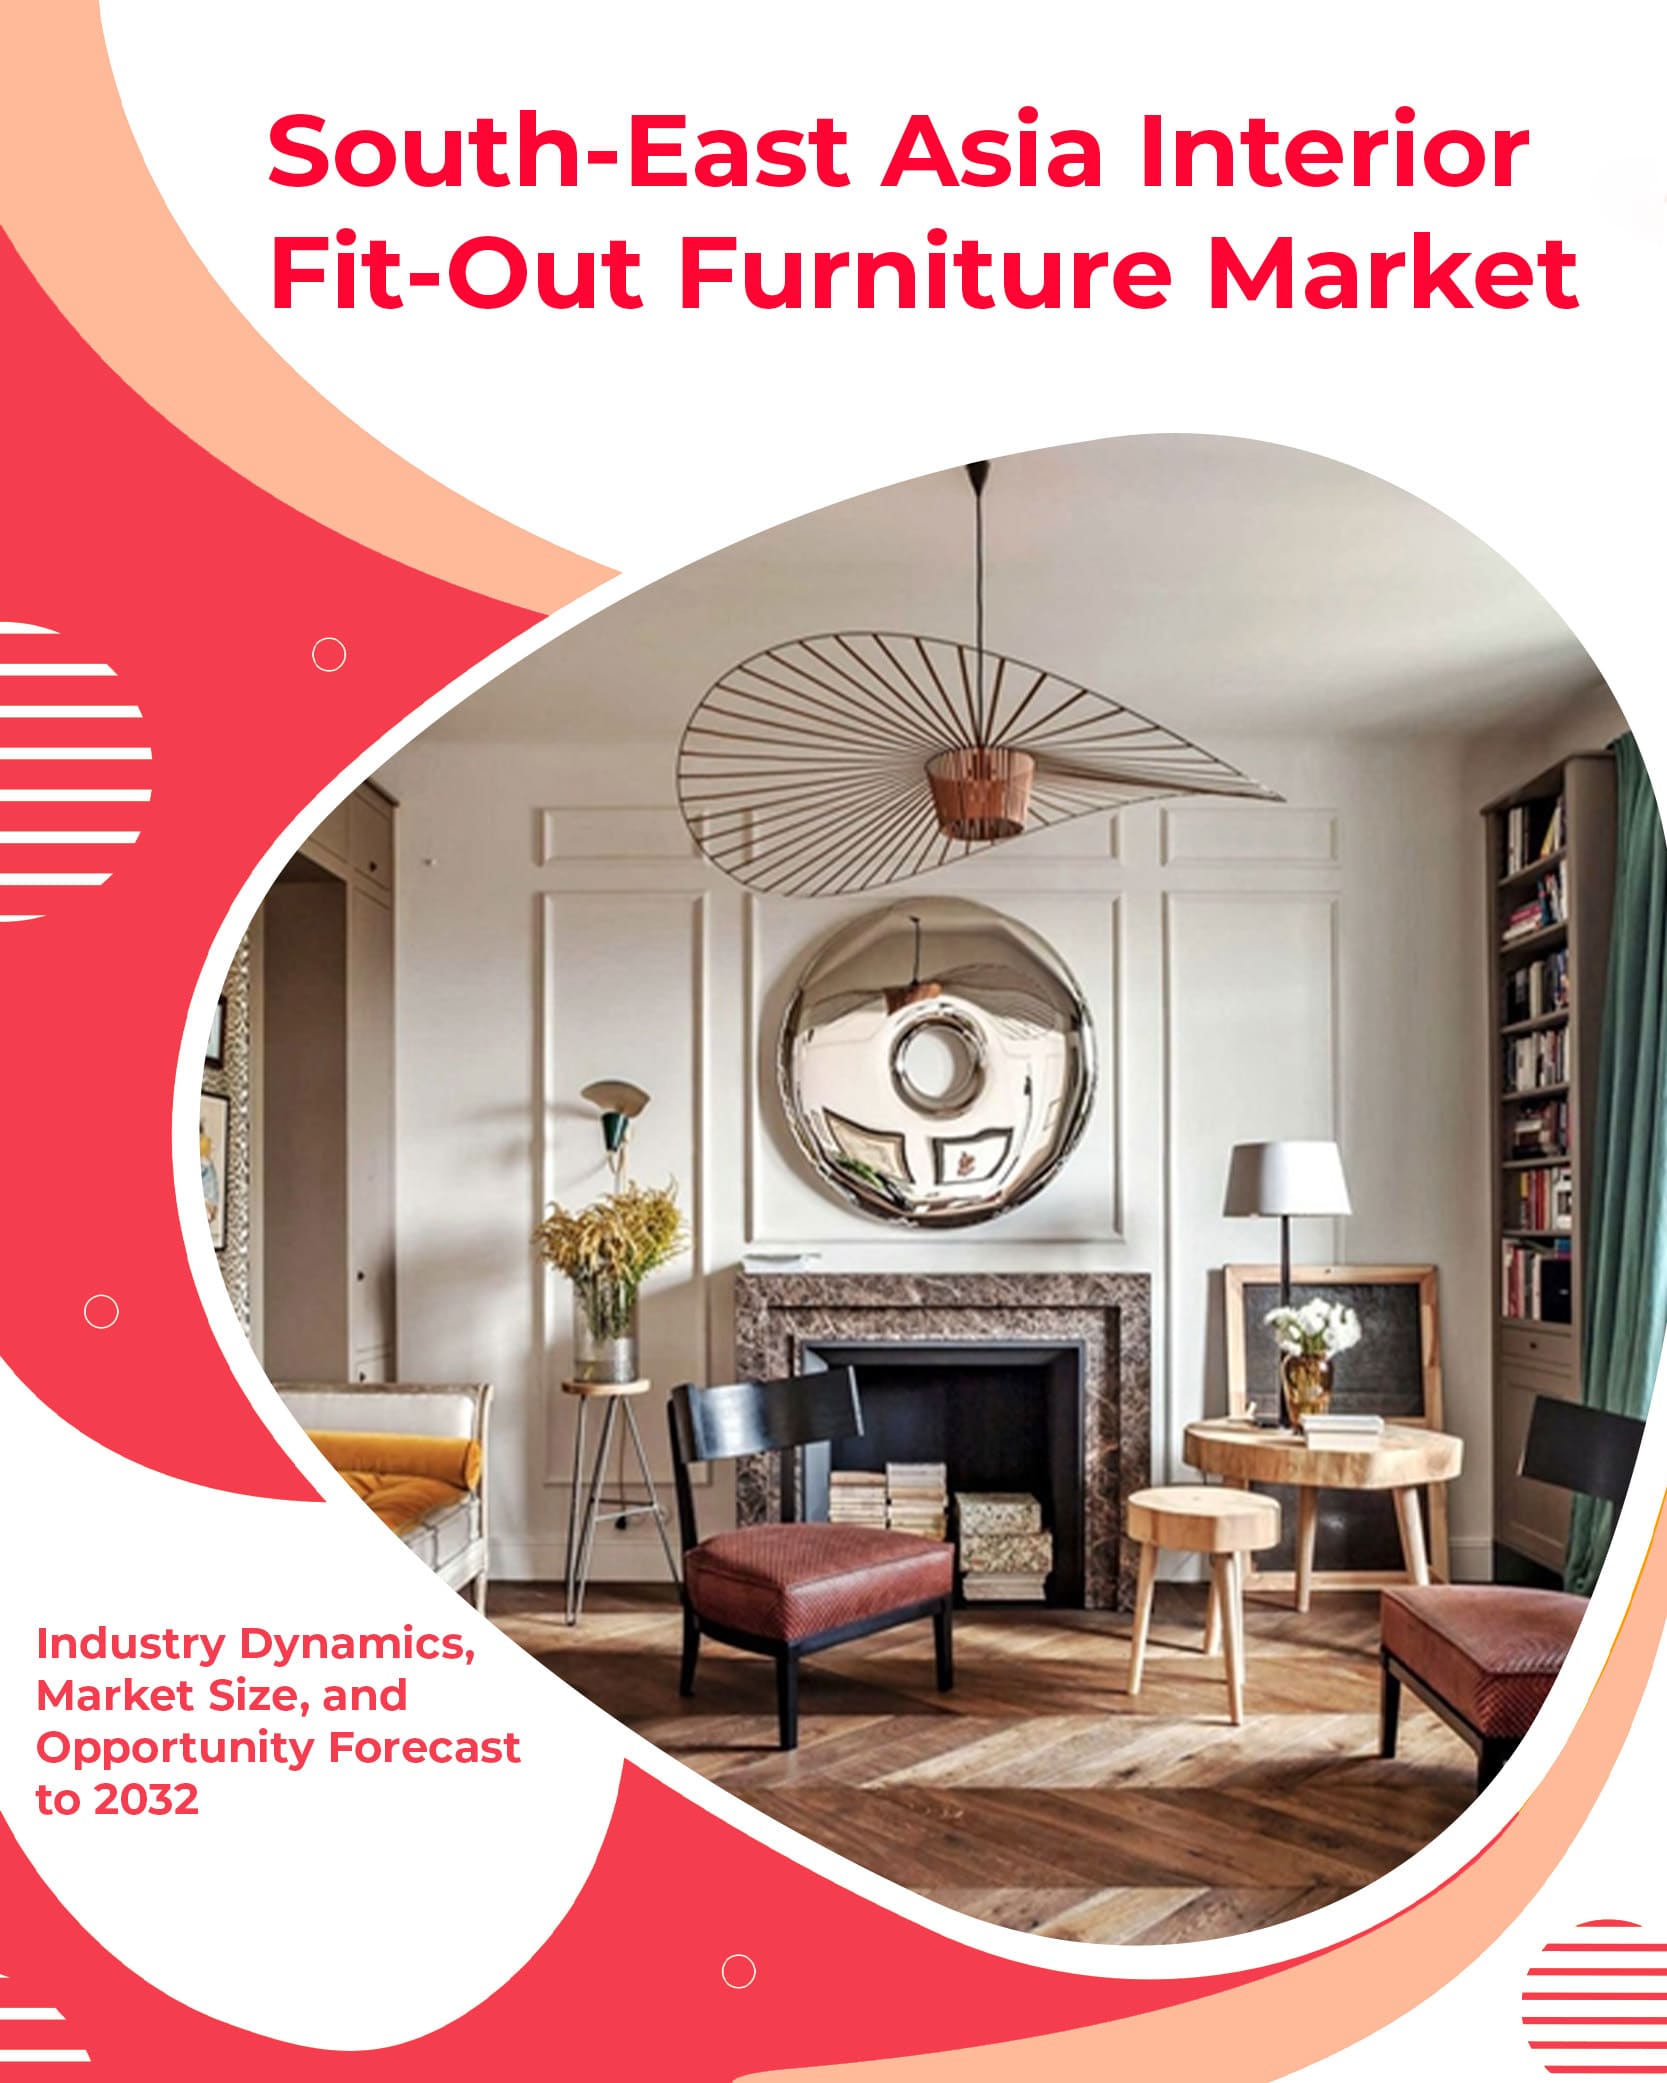 South-East Asia Interior
Fit-Out Furniture Market
Industry Dynamics,
Market Size, and
Opportunity Forecast
to 2032